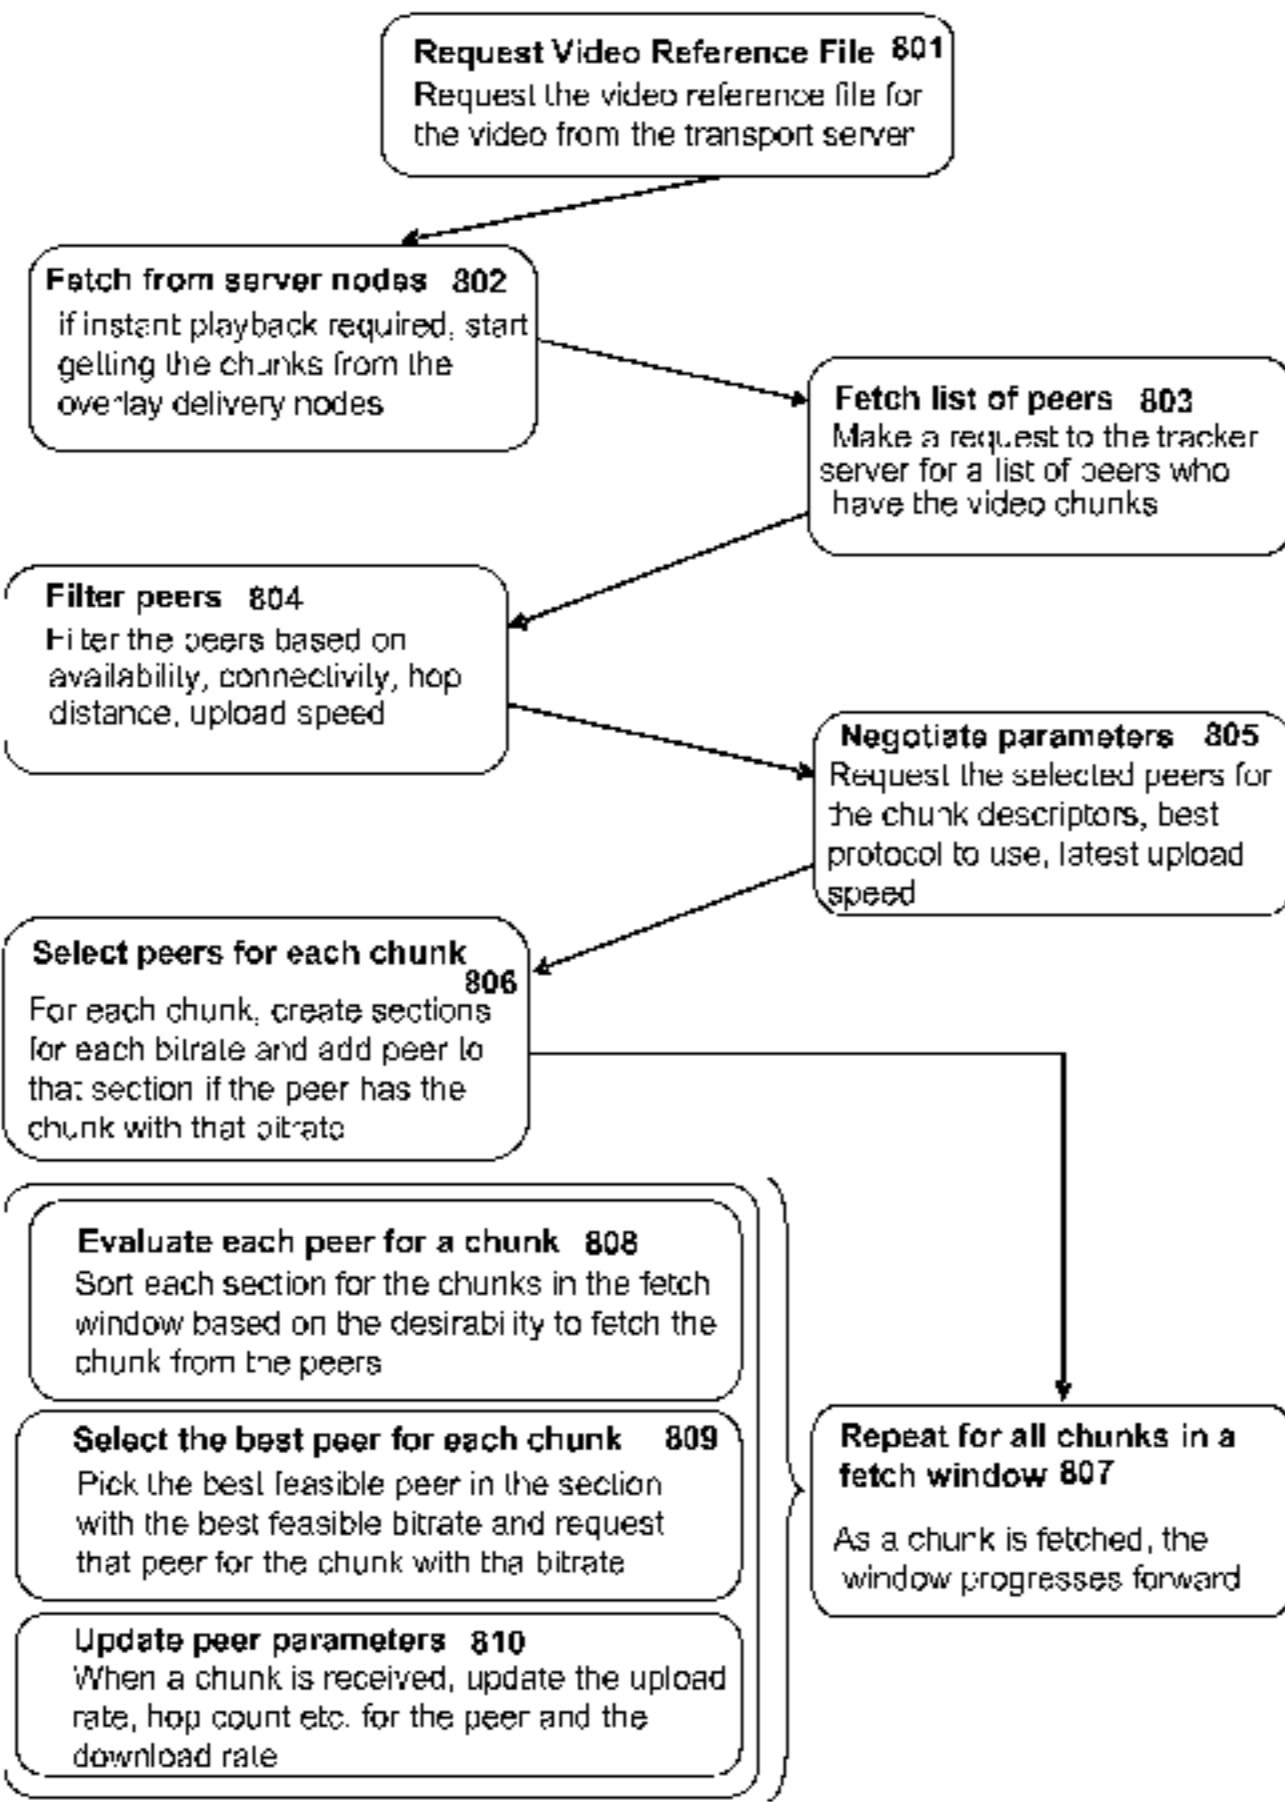 Request Video Reference File 801
Request the video reference file for
the video from the transport server
Fetch from server nodes 802
if instant playback required, start
getting the chunks from the
overlay delivery nodes
Fetch list of peers 803
Make a request to the tracker
server for a list of peers who
have the video chunks
Filter peers 804
Filter the peers based on
availability, connectivity, hop
distance, upload speed
Negotiate parameters 805
Request the selected peers for
the chunk descriptors, best
protocol to use, latest upload
speed
Select peers for each chunk
806
For each chunk, create sections
for each bitrate and add peer to
that section if the peer has the
chunk with that bitrate
Evaluate each peer for a chunk 808
Sort each section for the chunks in the fetch
window based on the desirability to fetch the
chunk from the peers
Select the best peer for each chunk 809
Pick the best feasible peer in the section
with the best feasible bitrate and request
that peer for the chunk with tha bitrate
Update peer parameters 810
When a chunk is received, update the upload
rate, hop count etc. for the peer and the
download rate
Repeat for all chunks in a
fetch window 807
As a chunk is fetched, the
window progresses forward